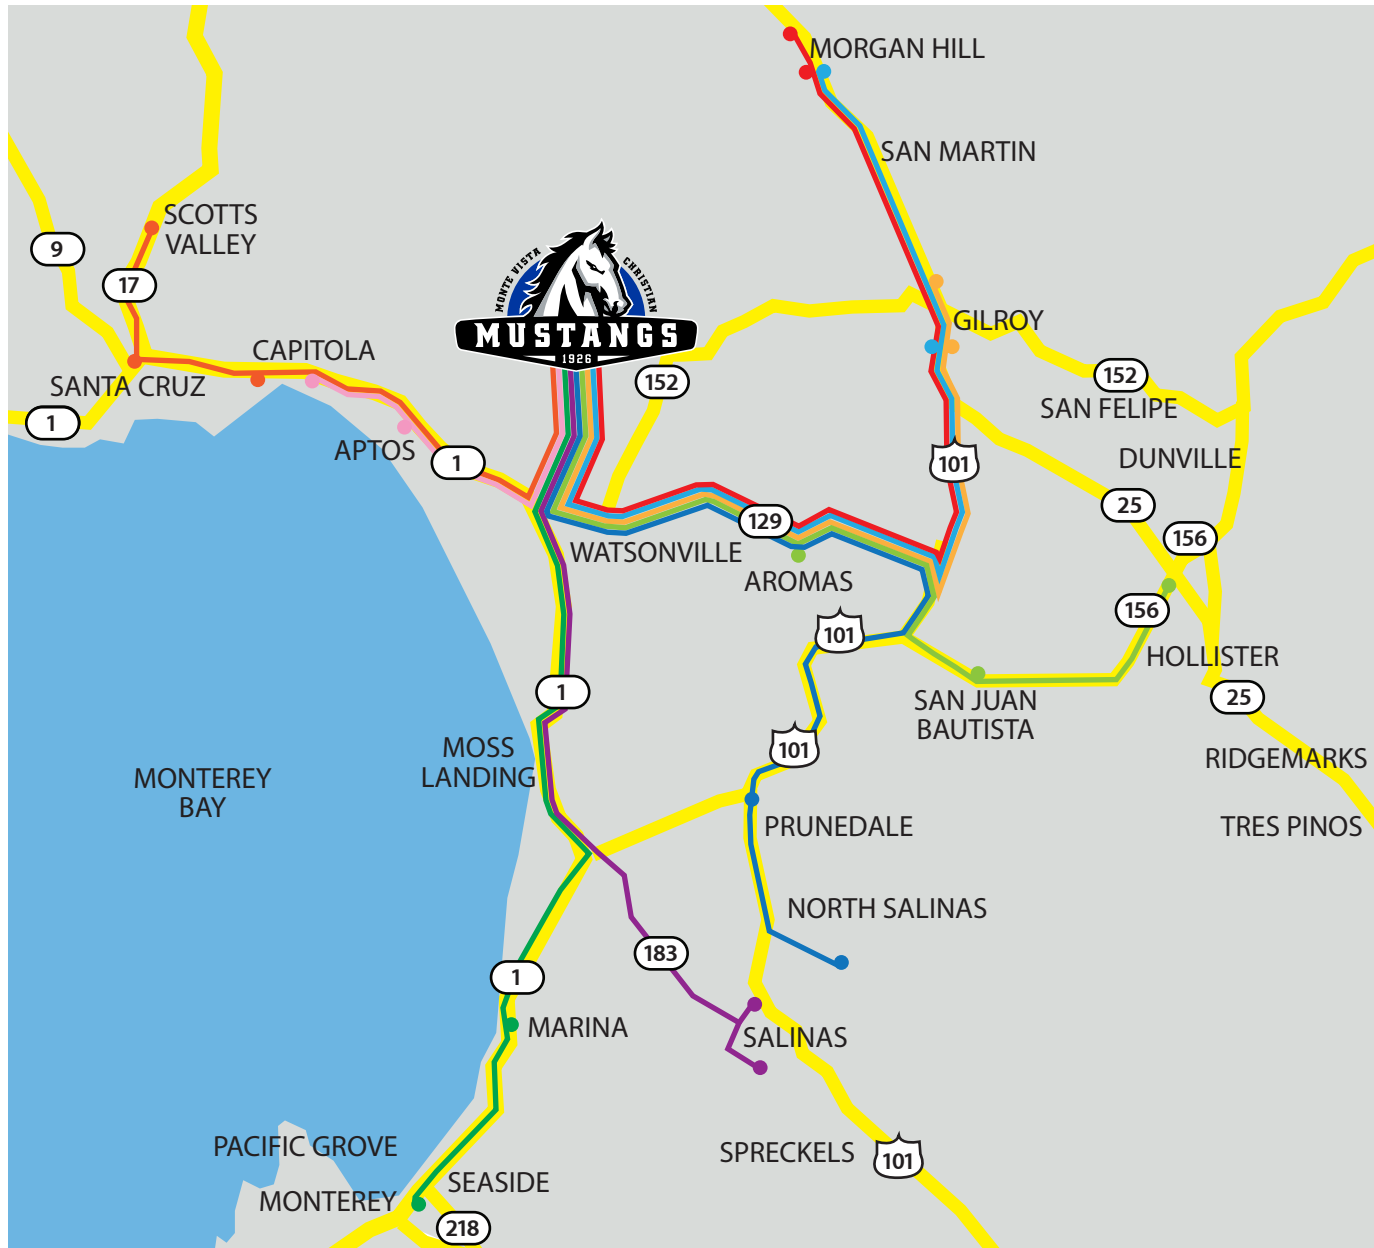 MORGAN HILL
SAN MARTIN
SCOTTS
VALLEY
9
17
MONTE VISTA
CHRISTIAN
MUSTANGS
1926
GILROY
CAPITOLA
152
152
SANTA CRUZ
SAN FELIPE
1
APTOS
1
101
DUNVILLE
25
129
156
WATSONVILLE
AROMAS
156
101
HOLLISTER
1
25
SAN JUAN
BAUTISTA
101
MOSS
LANDING
RIDGEMARKS
MONTEREY
BAY
PRUNEDALE
TRES PINOS
NORTH SALINAS
183
1
MARINA
SALINAS
PACIFIC GROVE
SPRECKELS
101
SEASIDE
MONTEREY
218